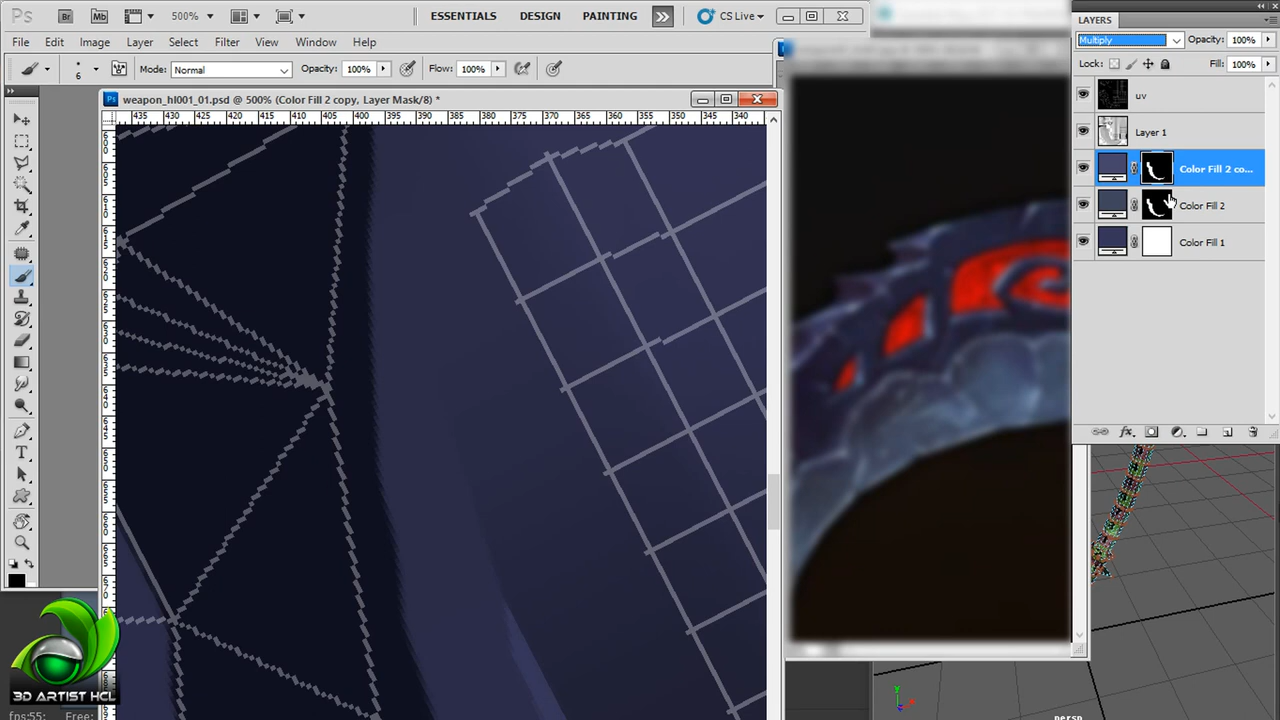 Ps Br Mb 500% ESSENTIALS DESIGN PAINTING CS Live
File Edit Image Layer Select Filter View Window Help
6 Mode: Normal Opacity: 100% Flow: 100%
Ps weapon_hl001_01.psd @ 500% (Color Fill 2 copy, Layer Mask/8) *
435 430 425 420 415 410 405 400 395 390 385 380 375 370 365 360 355 350 345 340
LAYERS
Multiply Opacity: 100%
Lock: Fill: 100%
uv
Layer 1
Color Fill 2 co...
Color Fill 2
Color Fill 1
fx
3D ARTIST HCL
fps:55: Free:
y
persp